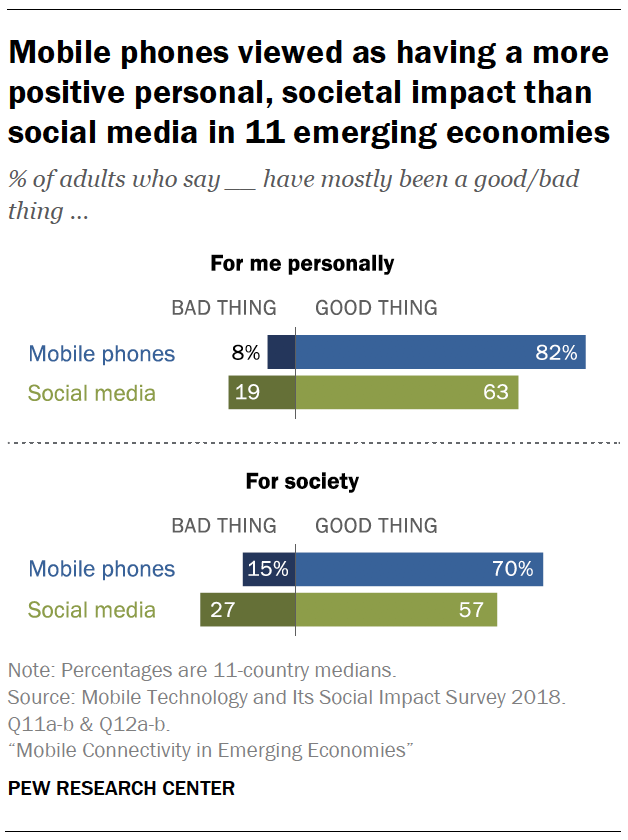 Mobile phones viewed as having a more
positive personal, societal impact than
social media in 11 emerging economies
% of adults who say __ have mostly been a good/bad
thing ...
For me personally
BAD THING GOOD THING
Mobile phones 8% 82%
Social media 19 63
For society
BAD THING GOOD THING
Mobile phones 15% 70%
Social media 27 57
Note: Percentages are 11-country medians.
Source: Mobile Technology and Its Social Impact Survey 2018.
Q11a-b & Q12a-b.
“Mobile Connectivity in Emerging Economies”
PEW RESEARCH CENTER